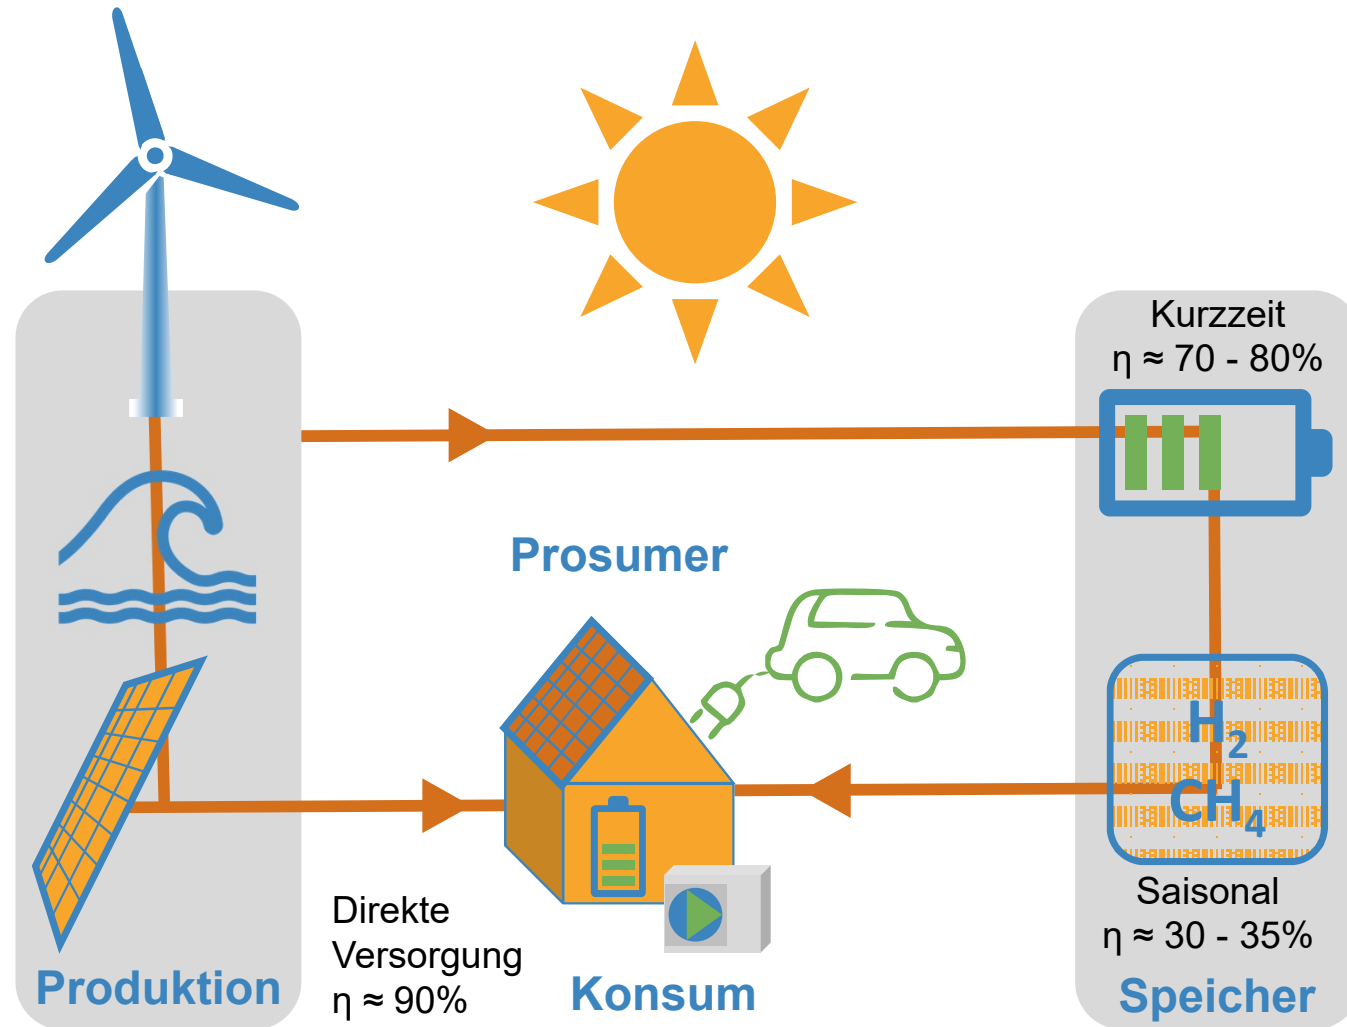 Kurzzeit
η ≈ 70 - 80%
Prosumer
H₂
CH₄
Direkte
Versorgung
η ≈ 90%
Saisonal
η ≈ 30 - 35%
Produktion
Konsum
Speicher